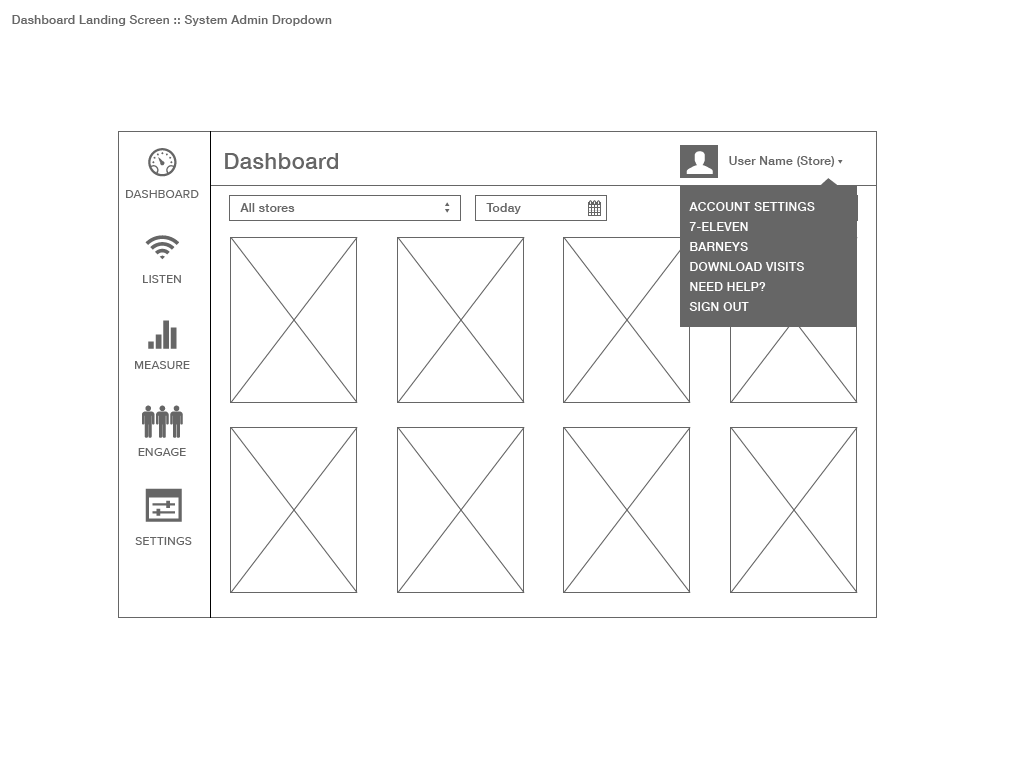 Dashboard Landing Screen :: System Admin Dropdown
Dashboard
User Name (Store)
DASHBOARD
All stores
Today
ACCOUNT SETTINGS
7-ELEVEN
BARNEYS
DOWNLOAD VISITS
NEED HELP?
SIGN OUT
LISTEN
MEASURE
ENGAGE
SETTINGS